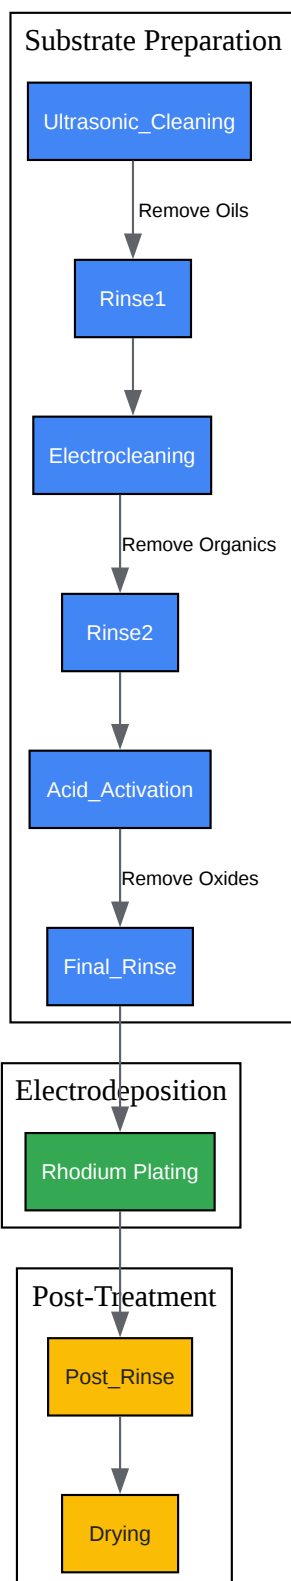 Substrate Preparation
Ultrasonic_Cleaning
Remove Oils
Rinse1
Electrocleaning
Remove Organics
Rinse2
Acid_Activation
Remove Oxides
Final_Rinse
Electrodeposition
Rhodium Plating
Post-Treatment
Post_Rinse
Drying